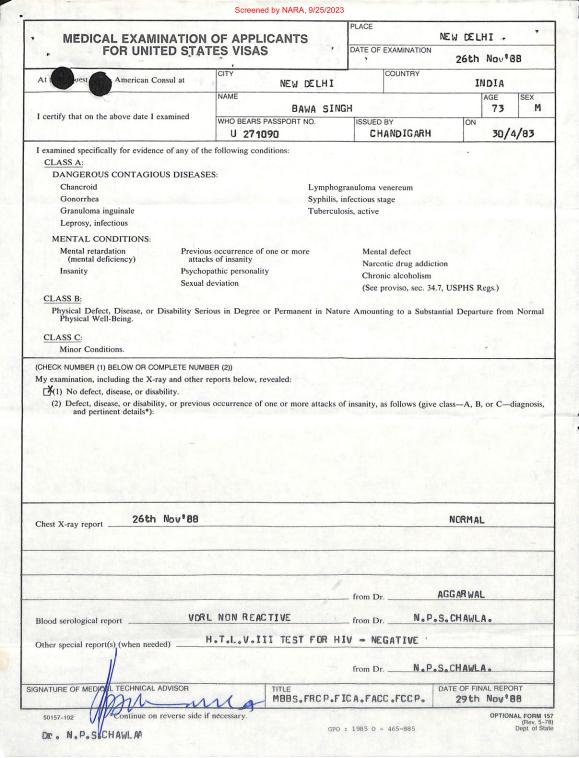 Screened by NARA, 9/25/2023
MEDICAL EXAMINATION OF APPLICANTS
FOR UNITED STATES VISAS
PLACE
NEW DELHI
DATE OF EXAMINATION
26th Nov'88
At
American Consul at
CITY
NEW DELHI
COUNTRY
INDIA
I certify that on the above date I examined
NAME
BAWA SINGH
AGE
73
SEX
M
WHO BEARS PASSPORT NO.
U 271090
ISSUED BY
CHANDIGARH
ON
30/4/83
I examined specifically for evidence of any of the following conditions:
CLASS A:
DANGEROUS CONTAGIOUS DISEASES:
Chancroid
Gonorrhea
Granuloma inguinale
Leprosy, infectious
Lymphogranuloma venereum
Syphilis, infectious stage
Tuberculosis, active
MENTAL CONDITIONS:
Mental retardation
(mental deficiency)
Insanity
Previous occurrence of one or more
attacks of insanity
Psychopathic personality
Sexual deviation
Mental defect
Narcotic drug addiction
Chronic alcoholism
(See proviso, sec. 34.7, USPHS Regs.)
CLASS B:
Physical Defect, Disease, or Disability Serious in Degree or Permanent in Nature Amounting to a Substantial Departure from Normal
Physical Well-Being.
CLASS C:
Minor Conditions.
(CHECK NUMBER (1) BELOW OR COMPLETE NUMBER (2))
My examination, including the X-ray and other reports below, revealed:
X (1) No defect, disease, or disability.
(2) Defect, disease, or disability, or previous occurrence of one or more attacks of insanity, as follows (give class—A, B, or C—diagnosis,
and pertinent details*):
Chest X-ray report 26th Nov'88 NORMAL
from Dr. AGGARWAL
Blood serological report VDRL NON REACTIVE from Dr. N.P.S.CHAWLA.
Other special report(s) (when needed) H.T.L.V.III TEST FOR HIV - NEGATIVE
from Dr. N.P.S.CHAWLA.
SIGNATURE OF MEDICAL TECHNICAL ADVISOR
TITLE
MBBS.FRCP.FICA.FACC.FCCP.
DATE OF FINAL REPORT
29th Nov'88
50157-102
*Continue on reverse side if necessary.
OPTIONAL FORM 157
(Rev. 5-78)
Dept. of State
GPO : 1985 O - 465-885
Dr. N.P.S.CHAWLA